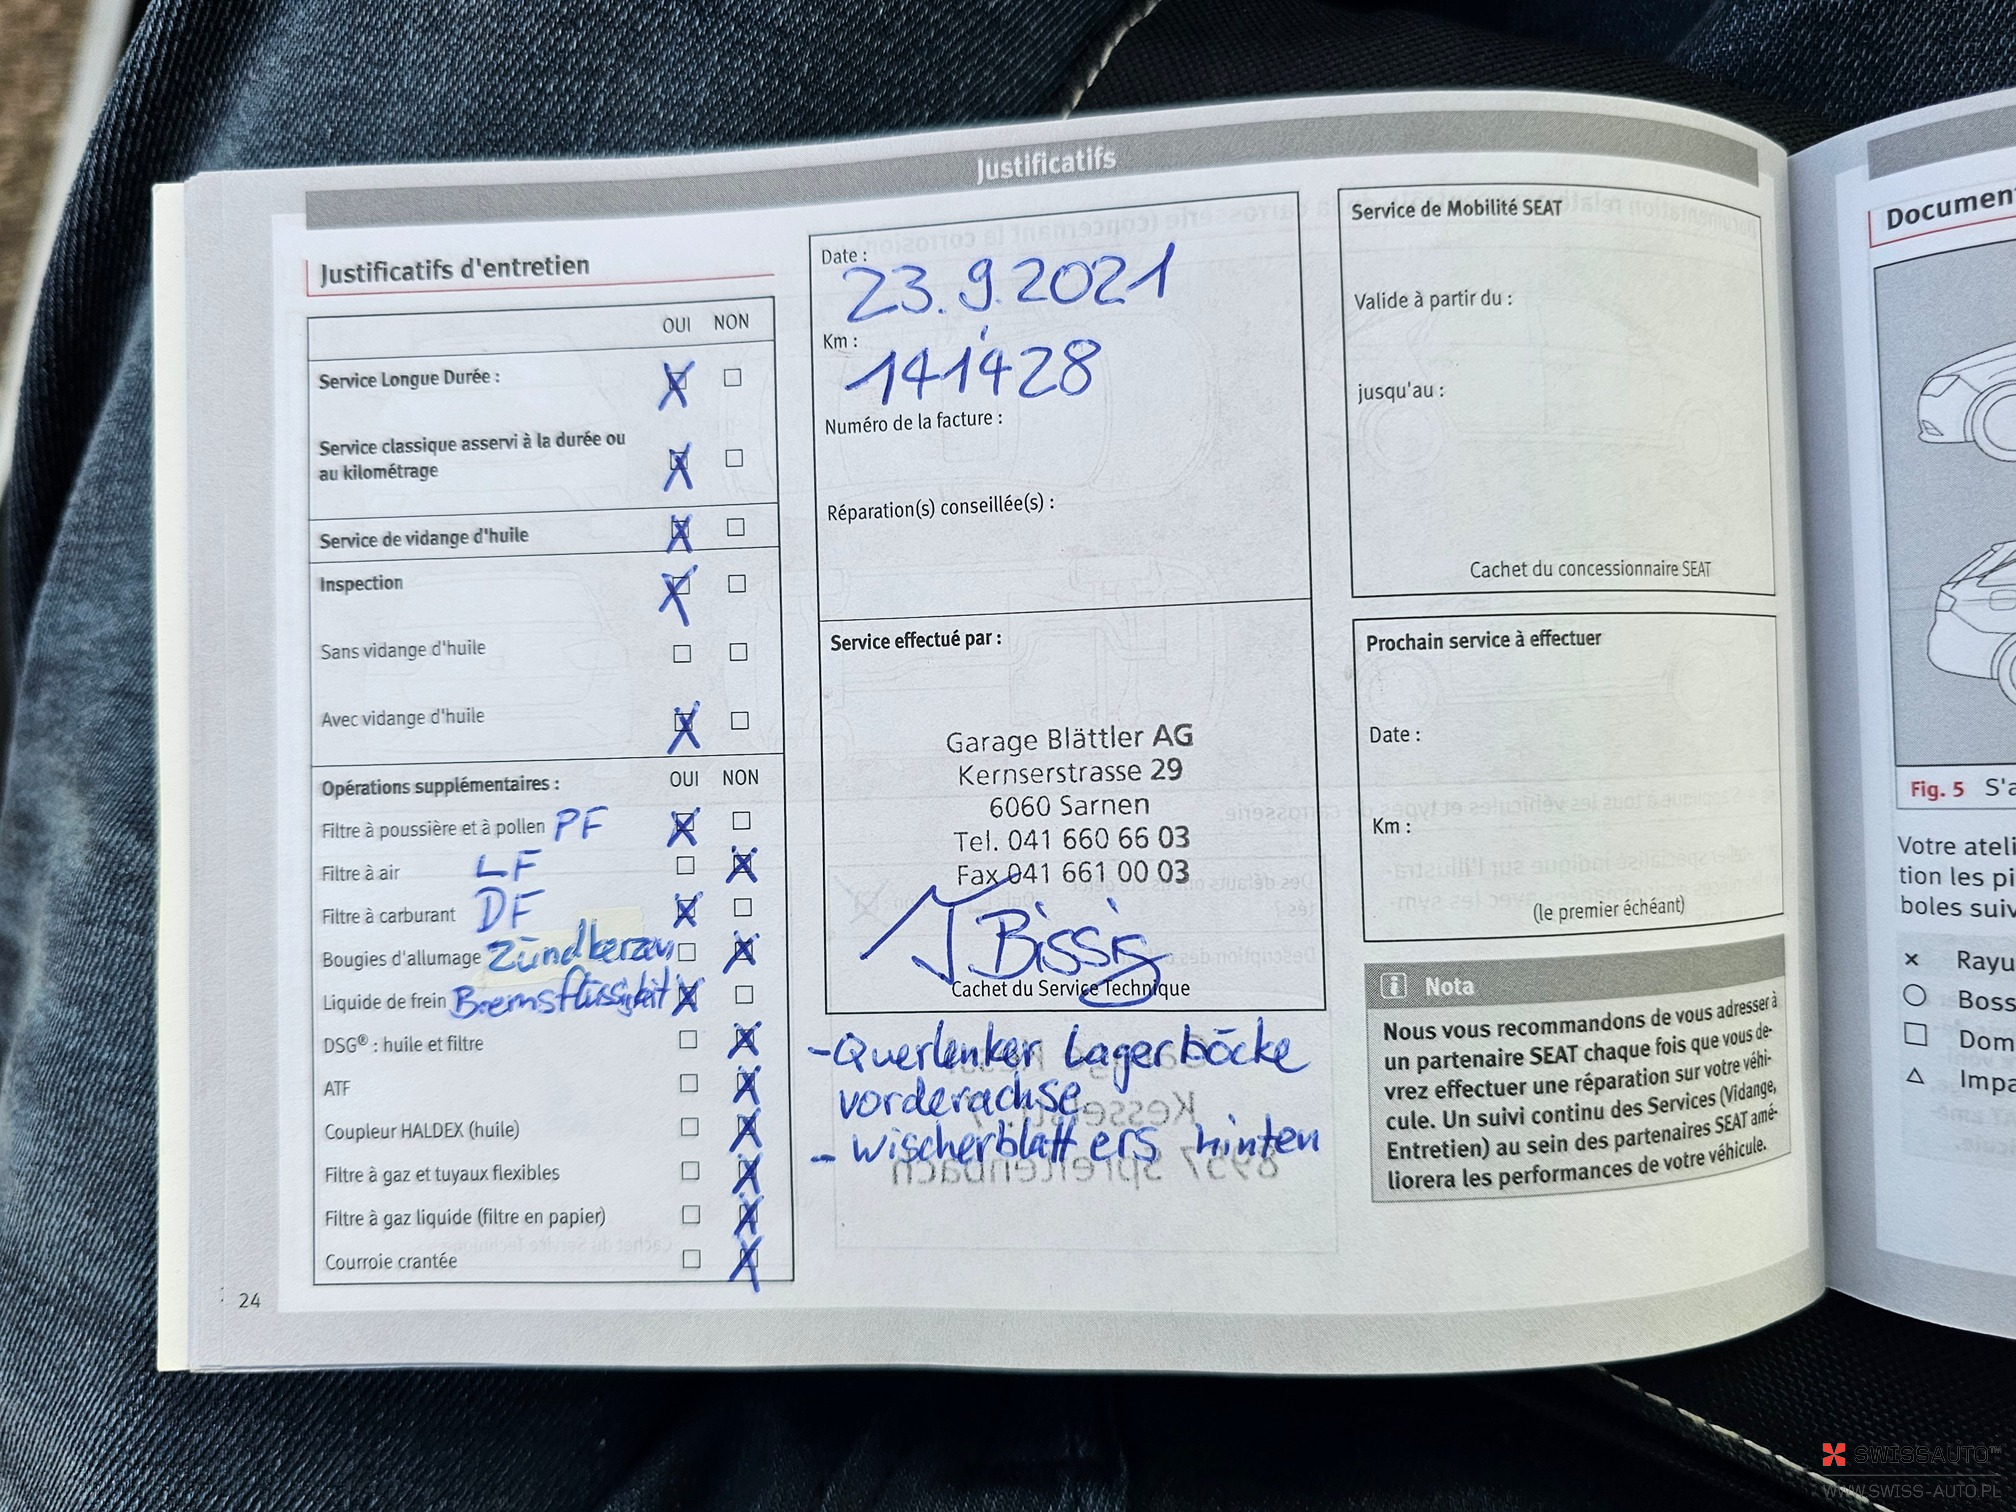 Justificatifs
Justificatifs d'entretien
OUI NON
Service Longue Durée : X
Service classique asservi à la durée ou
au kilométrage X
Service de vidange d'huile X
Inspection X
Sans vidange d'huile
Avec vidange d'huile X
Opérations supplémentaires : OUI NON
Filtre à poussière et à pollen PF X
Filtre à air LF X
Filtre à carburant DF X
Bougies d'allumage Zündkerzen X
Liquide de frein Bremsflüssigkeit X
DSG® : huile et filtre X
ATF X
Coupleur HALDEX (huile) X
Filtre à gaz et tuyaux flexibles X
Filtre à gaz liquide (filtre en papier) X
Courroie crantée X
24
Date :
23.9.2021
Km :
141'428
Numéro de la facture :
Réparation(s) conseillée(s) :
Service effectué par :
Garage Blättler AG
Kernserstrasse 29
6060 Sarnen
Tel. 041 660 66 03
Fax 041 661 00 03
J. Bissig
Cachet du Service Technique
- Querlenker Lagerböcke
vorderachse
- Wischerblatt ers hinten
Service de Mobilité SEAT
Valide à partir du :
jusqu'au :
Cachet du concessionnaire SEAT
Prochain service à effectuer
Date :
Km :
(le premier échéant)
i Nota
Nous vous recommandons de vous adresser à
un partenaire SEAT chaque fois que vous de-
vrez effectuer une réparation sur votre véhi-
cule. Un suivi continu des Services (Vidange,
Entretien) au sein des partenaires SEAT amé-
liorera les performances de votre véhicule.
Documen
Fig. 5 S'a
Votre ateli
tion les pi
boles suiv
× Rayu
○ Boss
□ Dom
△ Impa
SWISSAUTO
WWW.SWISS-AUTO.PL